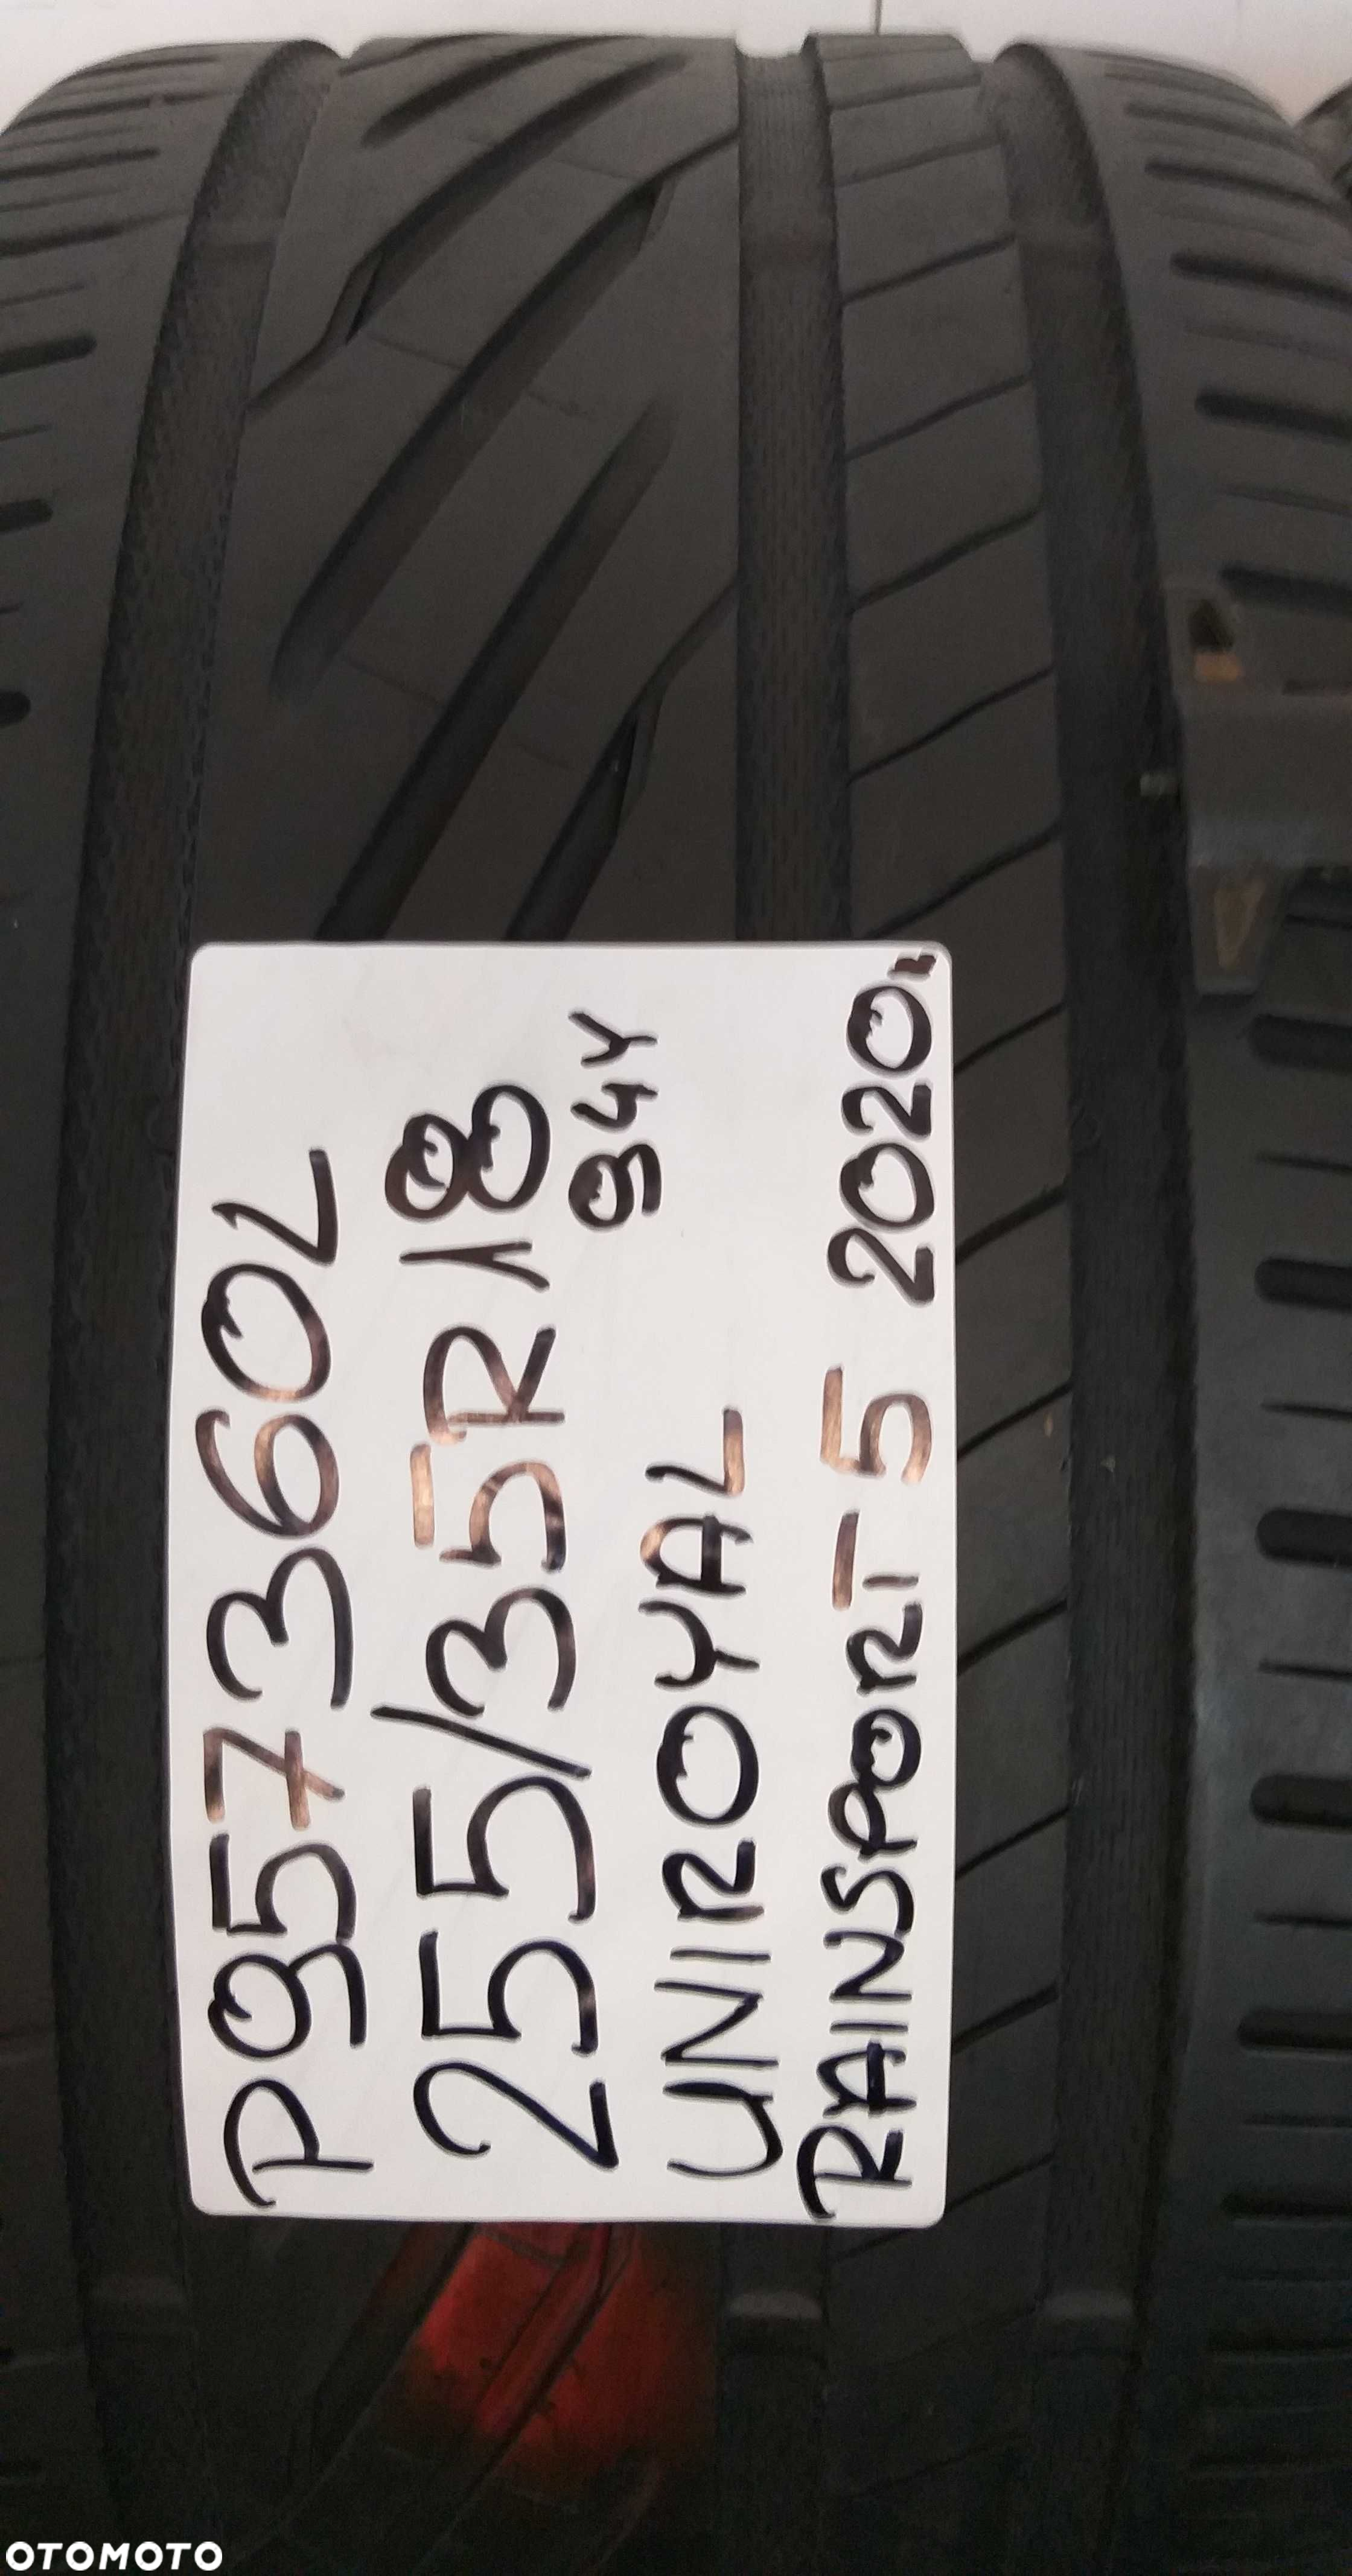 P957360L
255/35R18
94Y
UNIROYAL
RAINSPORT 5 2020r
OTOMOTO